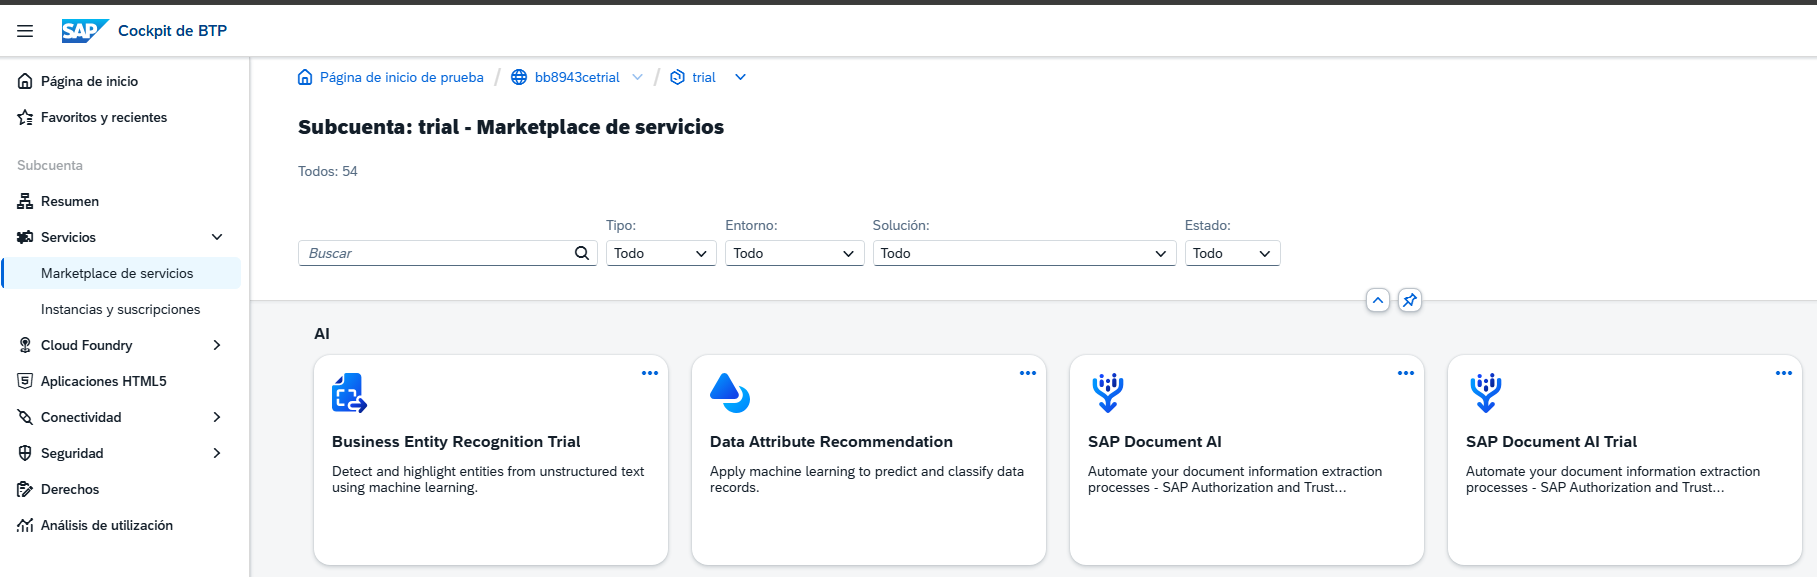 SAP Cockpit de BTP
Página de inicio
Favoritos y recientes
Subcuenta
Resumen
Servicios
Marketplace de servicios
Instancias y suscripciones
Cloud Foundry
Aplicaciones HTML5
Conectividad
Seguridad
Derechos
Análisis de utilización
Página de inicio de prueba / bb8943cetrial / trial
Subcuenta: trial - Marketplace de servicios
Todos: 54
Buscar
Tipo:
Todo
Entorno:
Todo
Solución:
Todo
Estado:
Todo
AI
Business Entity Recognition Trial
Detect and highlight entities from unstructured text
using machine learning.
Data Attribute Recommendation
Apply machine learning to predict and classify data
records.
SAP Document AI
Automate your document information extraction
processes - SAP Authorization and Trust...
SAP Document AI Trial
Automate your document information extraction
processes - SAP Authorization and Trust...